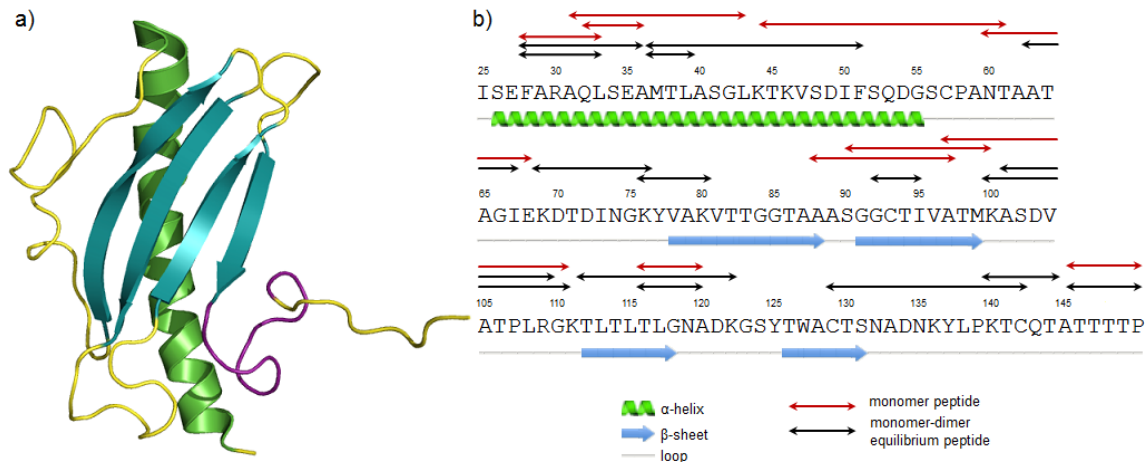 a)
b)
25 30 35 40 45 50 55 60
ISEFARAQLSEAMTLASGLKTKVSDIFSQDGSCPANTAAT
65 70 75 80 85 90 95 100
AGIEKDTDINGKYVAKVTTGGTAAASGGCTIVATMKASDV
105 110 115 120 125 130 135 140 145
ATPLRGKTLTLTLGNADKGSYTWACTSNADNKYLPKTCQTATTTTP
α-helix
β-sheet
loop
monomer peptide
monomer-dimer
equilibrium peptide